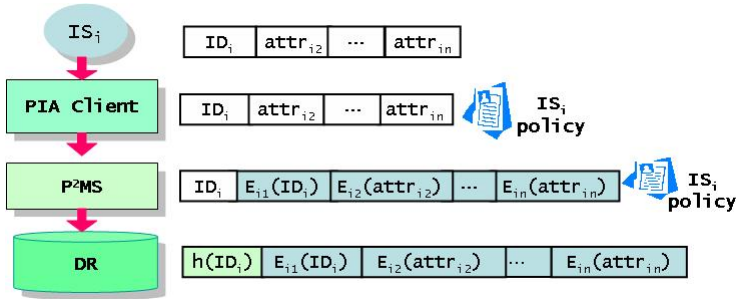 ISᵢ
IDᵢ attrᵢ₂ ... attrᵢₙ
PIA Client
IDᵢ attrᵢ₂ ... attrᵢₙ
ISᵢ
policy
P²MS
IDᵢ Eᵢ₁(IDᵢ) Eᵢ₂(attrᵢ₂) ... Eᵢₙ(attrᵢₙ)
ISᵢ
policy
DR
h(IDᵢ) Eᵢ₁(IDᵢ) Eᵢ₂(attrᵢ₂) ... Eᵢₙ(attrᵢₙ)